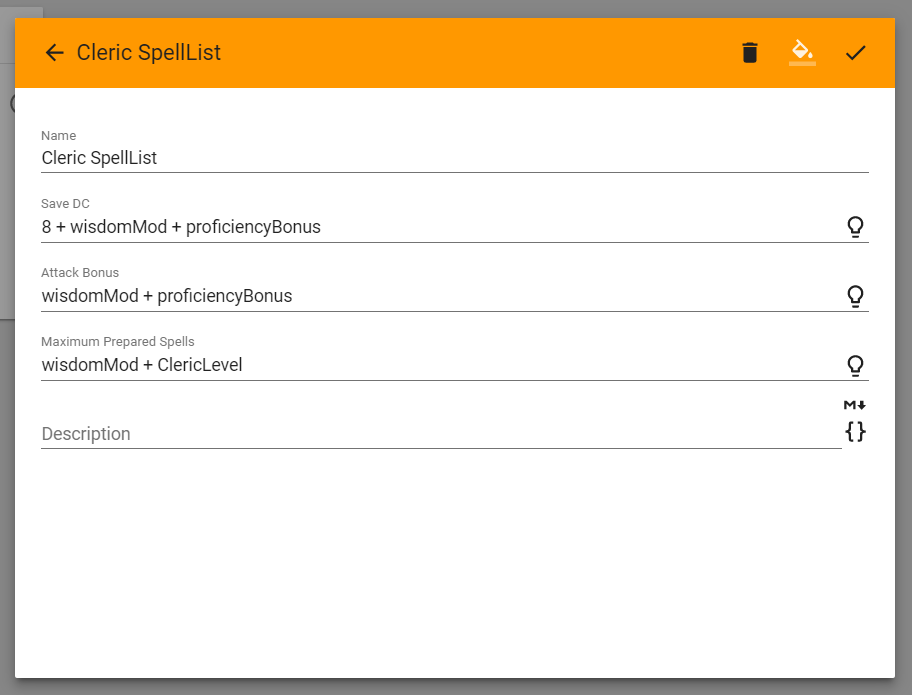 Cleric SpellList
Name
Cleric SpellList
Save DC
8 + wisdomMod + proficiencyBonus
Attack Bonus
wisdomMod + proficiencyBonus
Maximum Prepared Spells
wisdomMod + ClericLevel
M
Description
{}